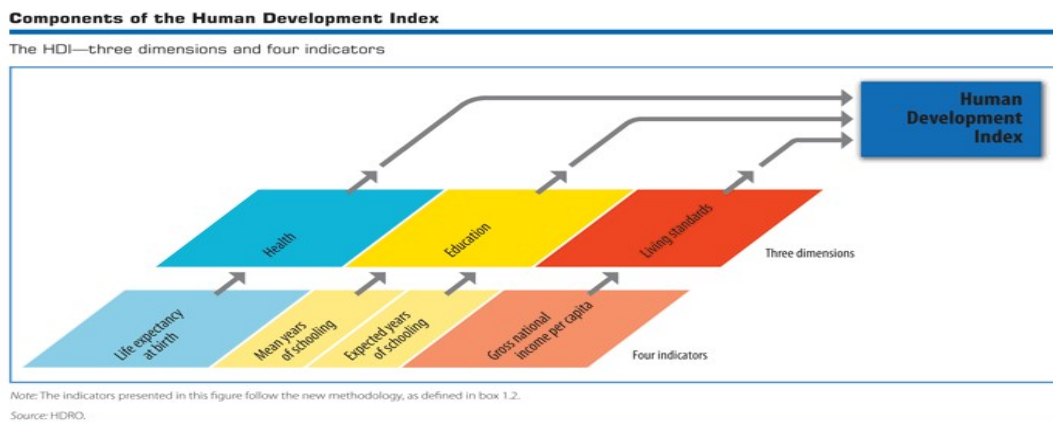 Components of the Human Development Index
The HDI—three dimensions and four indicators
Human
Development
Index
Health
Education
Living standards
Three dimensions
Life expectancy
at birth
Mean years
of schooling
Expected years
of schooling
Gross national
income per capita
Four indicators
Note: The indicators presented in this figure follow the new methodology, as defined in box 1.2.
Source: HDRO.